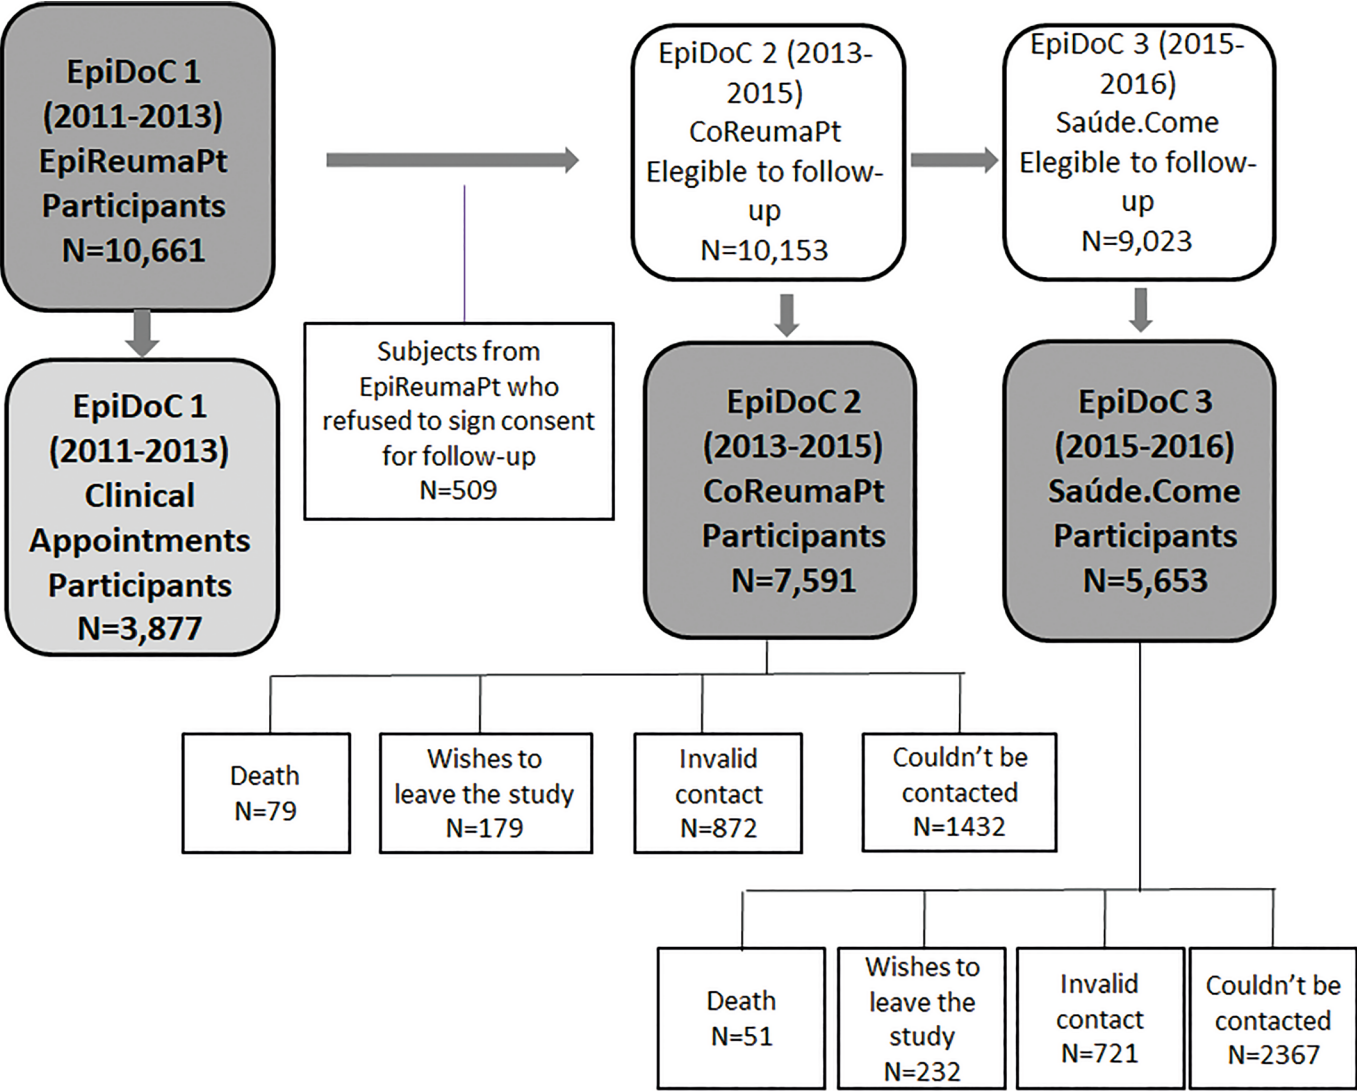 EpiDoC 1
(2011-2013)
EpiReumaPt
Participants
N=10,661
EpiDoC 2 (2013-
2015)
CoReumaPt
Elegible to follow-
up
N=10,153
EpiDoC 3 (2015-
2016)
Saúde.Come
Elegible to follow-
up
N=9,023
Subjects from
EpiReumaPt who
refused to sign consent
for follow-up
N=509
EpiDoC 1
(2011-2013)
Clinical
Appointments
Participants
N=3,877
EpiDoC 2
(2013-2015)
CoReumaPt
Participants
N=7,591
EpiDoC 3
(2015-2016)
Saúde.Come
Participants
N=5,653
Death
N=79
Wishes to
leave the study
N=179
Invalid
contact
N=872
Couldn't be
contacted
N=1432
Death
N=51
Wishes to
leave the
study
N=232
Invalid
contact
N=721
Couldn't be
contacted
N=2367